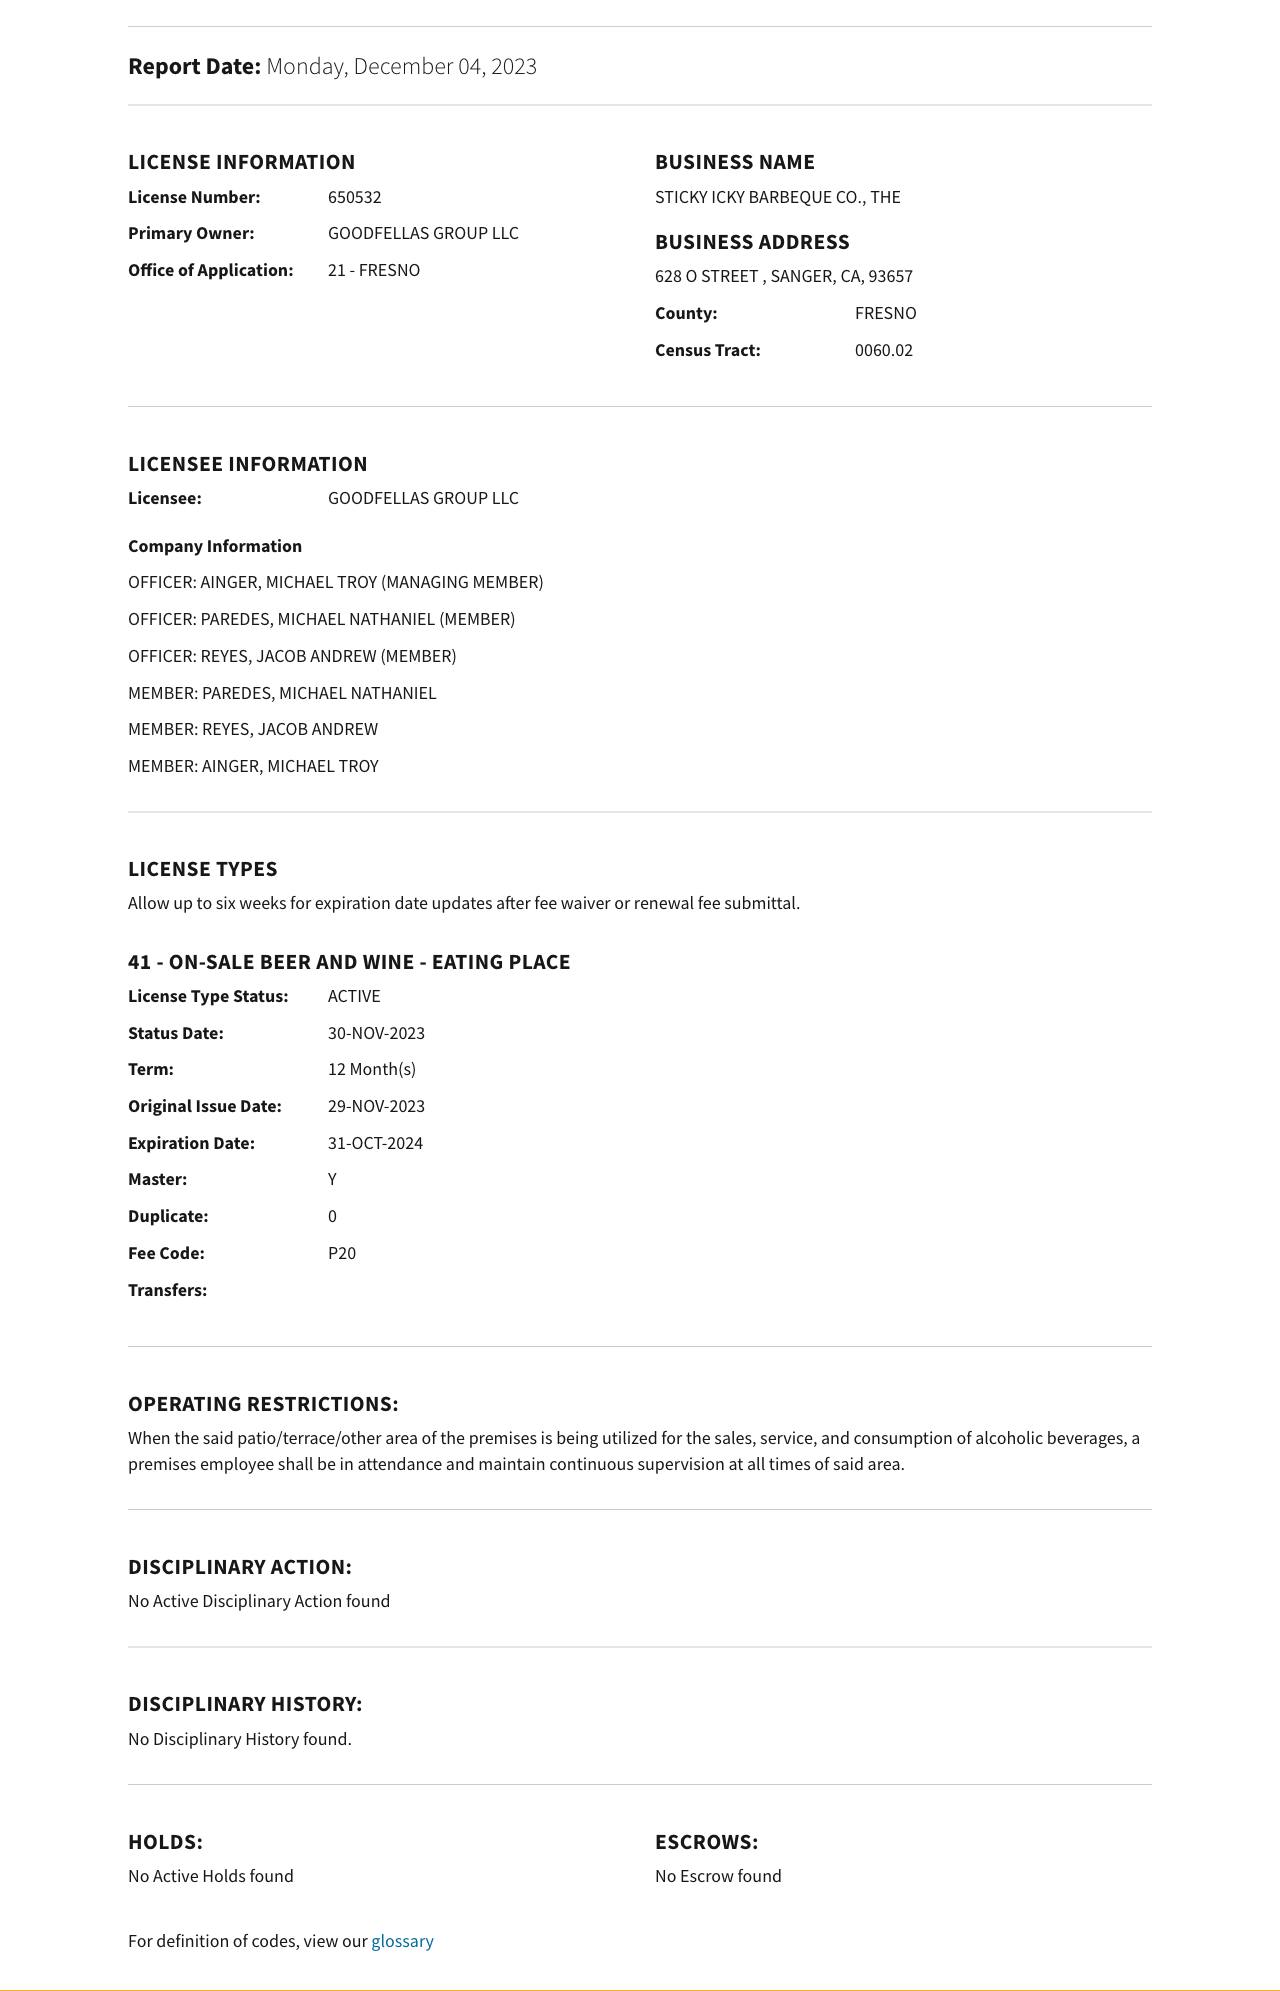 Report Date: Monday, December 04, 2023
LICENSE INFORMATION
License Number: 650532
Primary Owner: GOODFELLAS GROUP LLC
Office of Application: 21 - FRESNO
BUSINESS NAME
STICKY ICKY BARBEQUE CO., THE
BUSINESS ADDRESS
628 O STREET , SANGER, CA, 93657
County: FRESNO
Census Tract: 0060.02
LICENSEE INFORMATION
Licensee: GOODFELLAS GROUP LLC
Company Information
OFFICER: AINGER, MICHAEL TROY (MANAGING MEMBER)
OFFICER: PAREDES, MICHAEL NATHANIEL (MEMBER)
OFFICER: REYES, JACOB ANDREW (MEMBER)
MEMBER: PAREDES, MICHAEL NATHANIEL
MEMBER: REYES, JACOB ANDREW
MEMBER: AINGER, MICHAEL TROY
LICENSE TYPES
Allow up to six weeks for expiration date updates after fee waiver or renewal fee submittal.
41 - ON-SALE BEER AND WINE - EATING PLACE
License Type Status: ACTIVE
Status Date: 30-NOV-2023
Term: 12 Month(s)
Original Issue Date: 29-NOV-2023
Expiration Date: 31-OCT-2024
Master: Y
Duplicate: 0
Fee Code: P20
Transfers:
OPERATING RESTRICTIONS:
When the said patio/terrace/other area of the premises is being utilized for the sales, service, and consumption of alcoholic beverages, a
premises employee shall be in attendance and maintain continuous supervision at all times of said area.
DISCIPLINARY ACTION:
No Active Disciplinary Action found
DISCIPLINARY HISTORY:
No Disciplinary History found.
HOLDS:
No Active Holds found
ESCROWS:
No Escrow found
For definition of codes, view our glossary